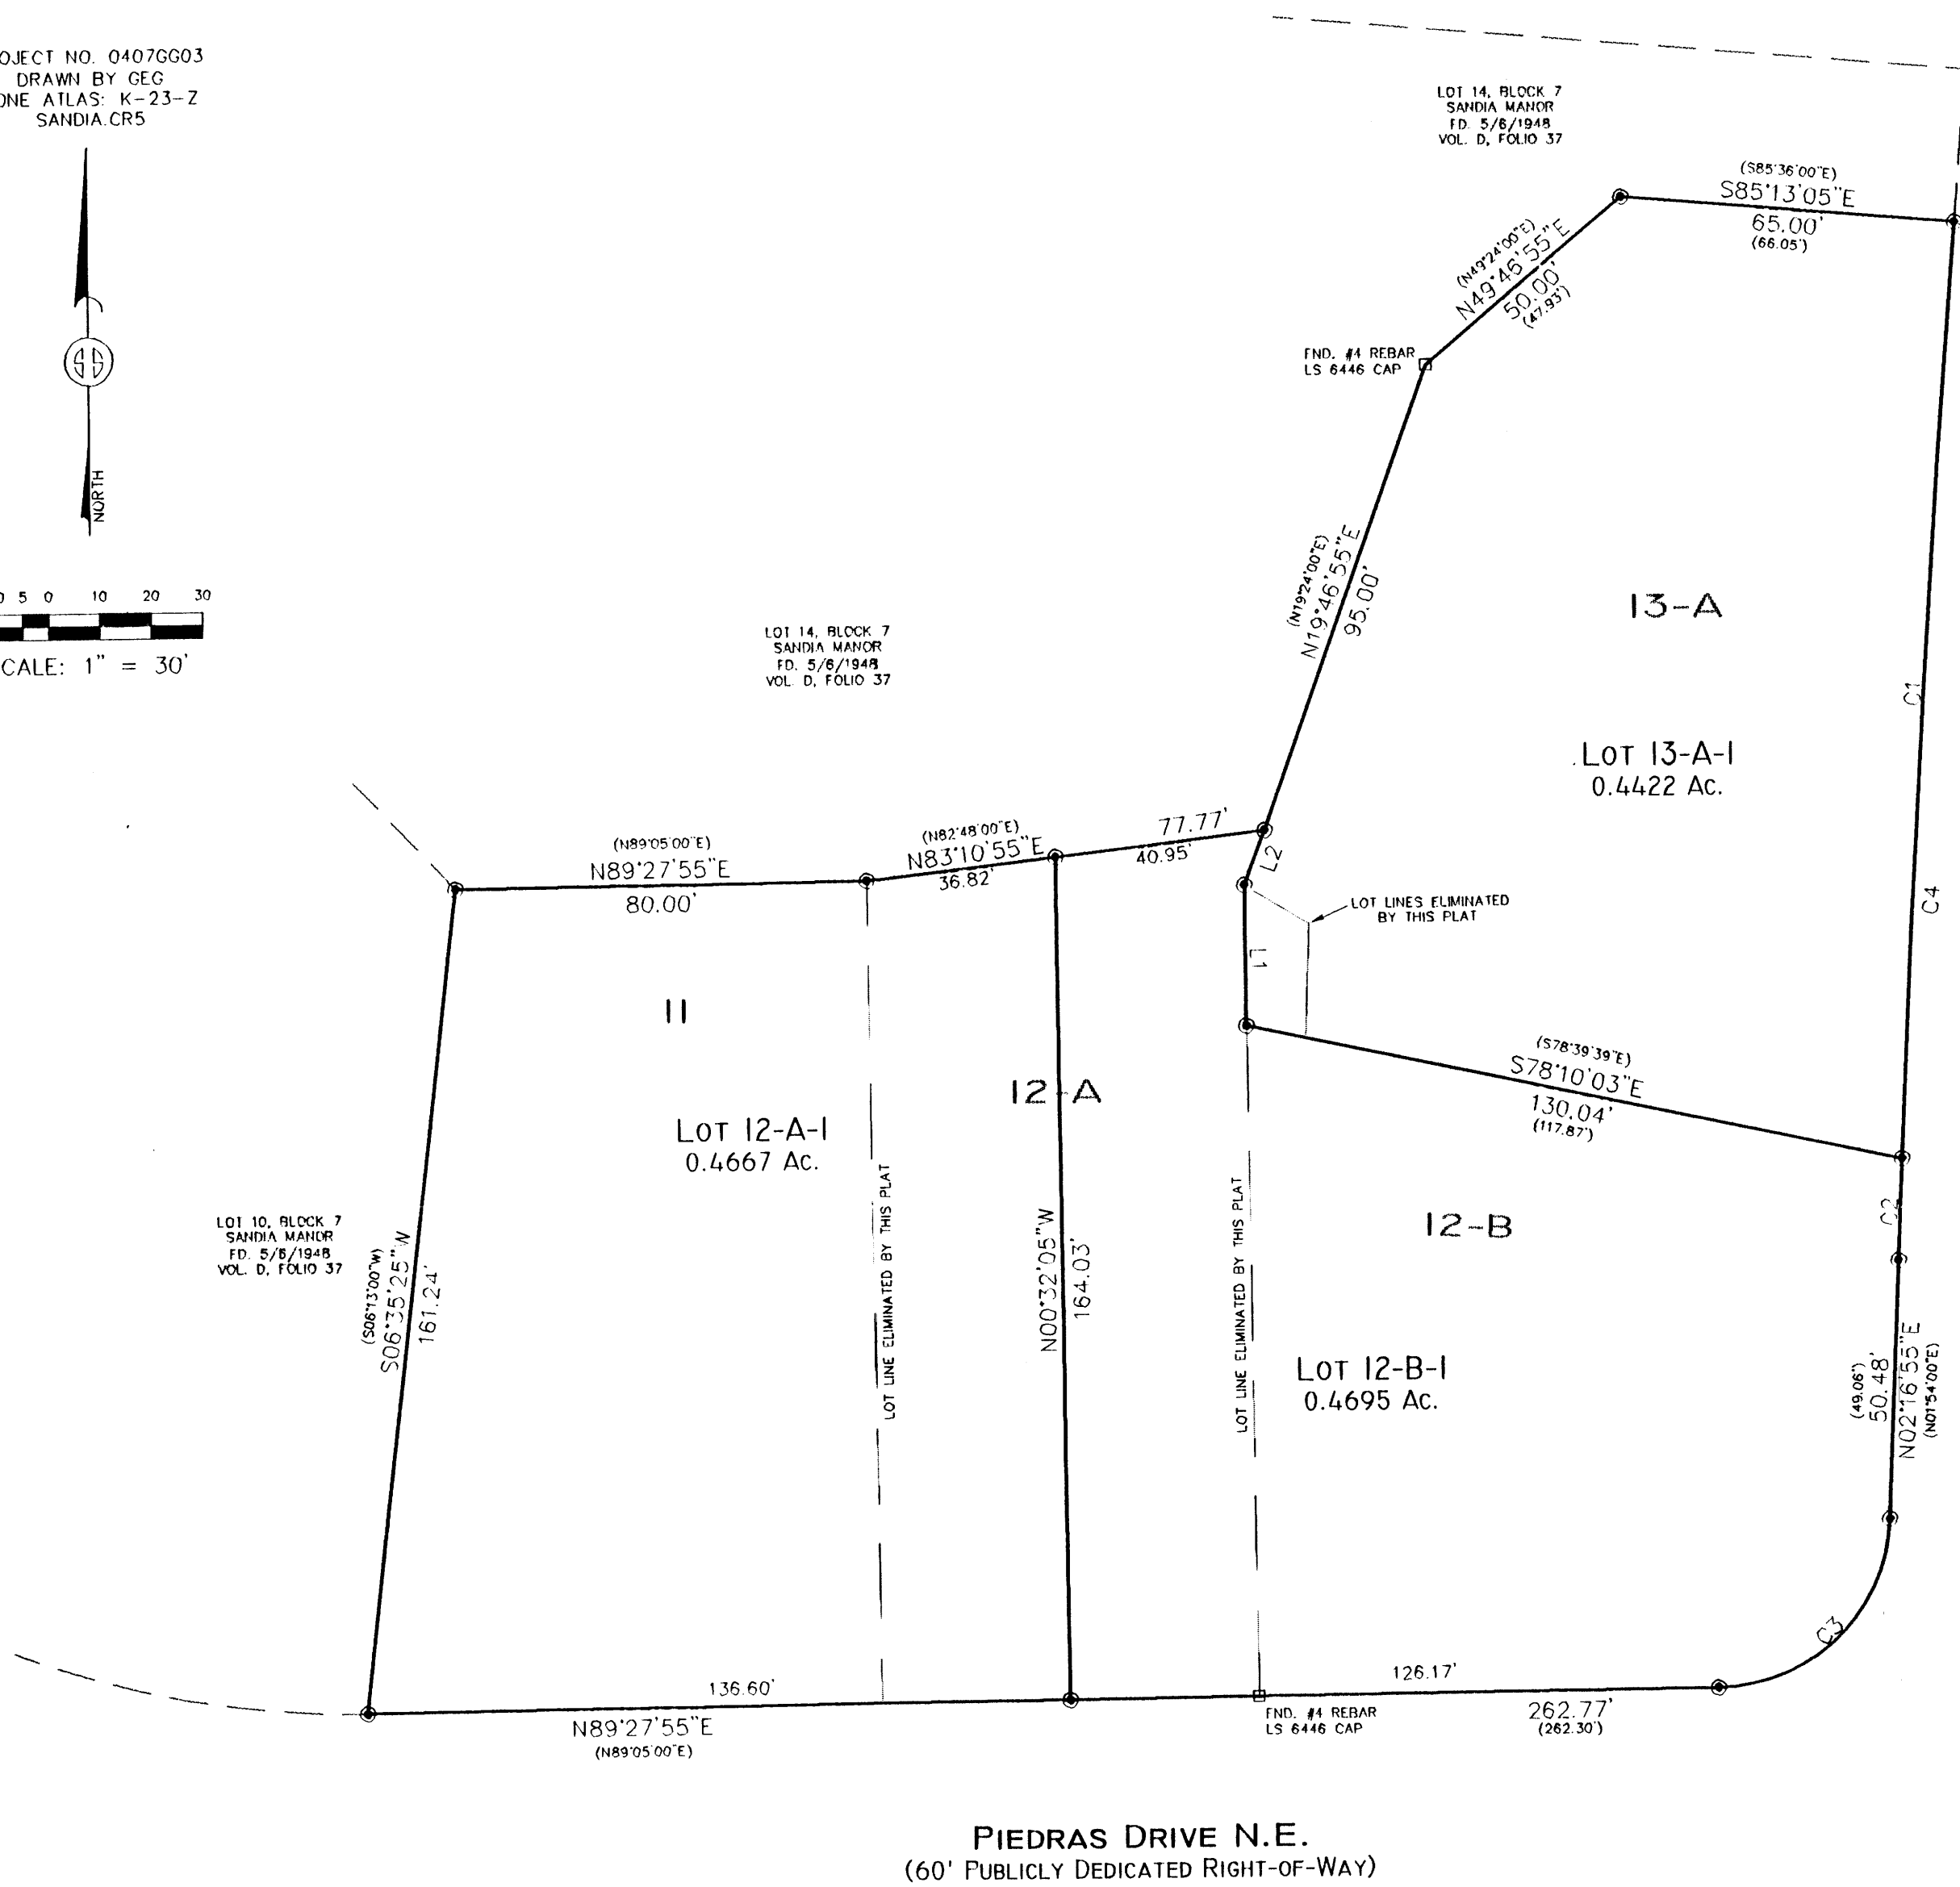 OJECT NO. 0407GG03
DRAWN BY GEG
ONE ATLAS: K-23-Z
SANDIA.CR5
SS
NORTH
0 5 0 10 20 30
CALE: 1" = 30'
LOT 14, BLOCK 7
SANDIA MANOR
FD. 5/6/1948
VOL. D, FOLIO 37
(S85°36'00"E)
S85°13'05"E
65.00'
(66.05')
(N49°24'00"E)
N49°46'55"E
50.00'
(47.93')
FND. #4 REBAR
LS 6446 CAP
(N19°24'00"E)
N19°46'55"E
95.00'
13-A
C1
LOT 13-A-1
0.4422 AC.
C4
LOT 14, BLOCK 7
SANDIA MANOR
FD. 5/6/1948
VOL. D, FOLIO 37
(N89°05'00"E)
N89°27'55"E
80.00'
(N82°48'00"E)
N83°10'55"E
36.82'
77.77'
40.95'
L2
LOT LINES ELIMINATED
BY THIS PLAT
L1
11
12-A
(S78°39'39"E)
S78°10'03"E
130.04'
(117.87')
LOT 12-A-1
0.4667 AC.
LOT LINE ELIMINATED BY THIS PLAT
LOT 10, BLOCK 7
SANDIA MANOR
FD. 5/6/1948
VOL. D, FOLIO 37
(S06°13'00"W)
S06°35'25"W
161.24'
N00°32'05"W
164.03'
LOT LINE ELIMINATED BY THIS PLAT
12-B
C2
LOT 12-B-1
0.4695 AC.
(49.06')
50.48'
N02°16'55"E
(N01°54'00"E)
C3
136.60'
N89°27'55"E
(N89°05'00"E)
126.17'
FND. #4 REBAR
LS 6446 CAP
262.77'
(262.30')
PIEDRAS DRIVE N.E.
(60' PUBLICLY DEDICATED RIGHT-OF-WAY)